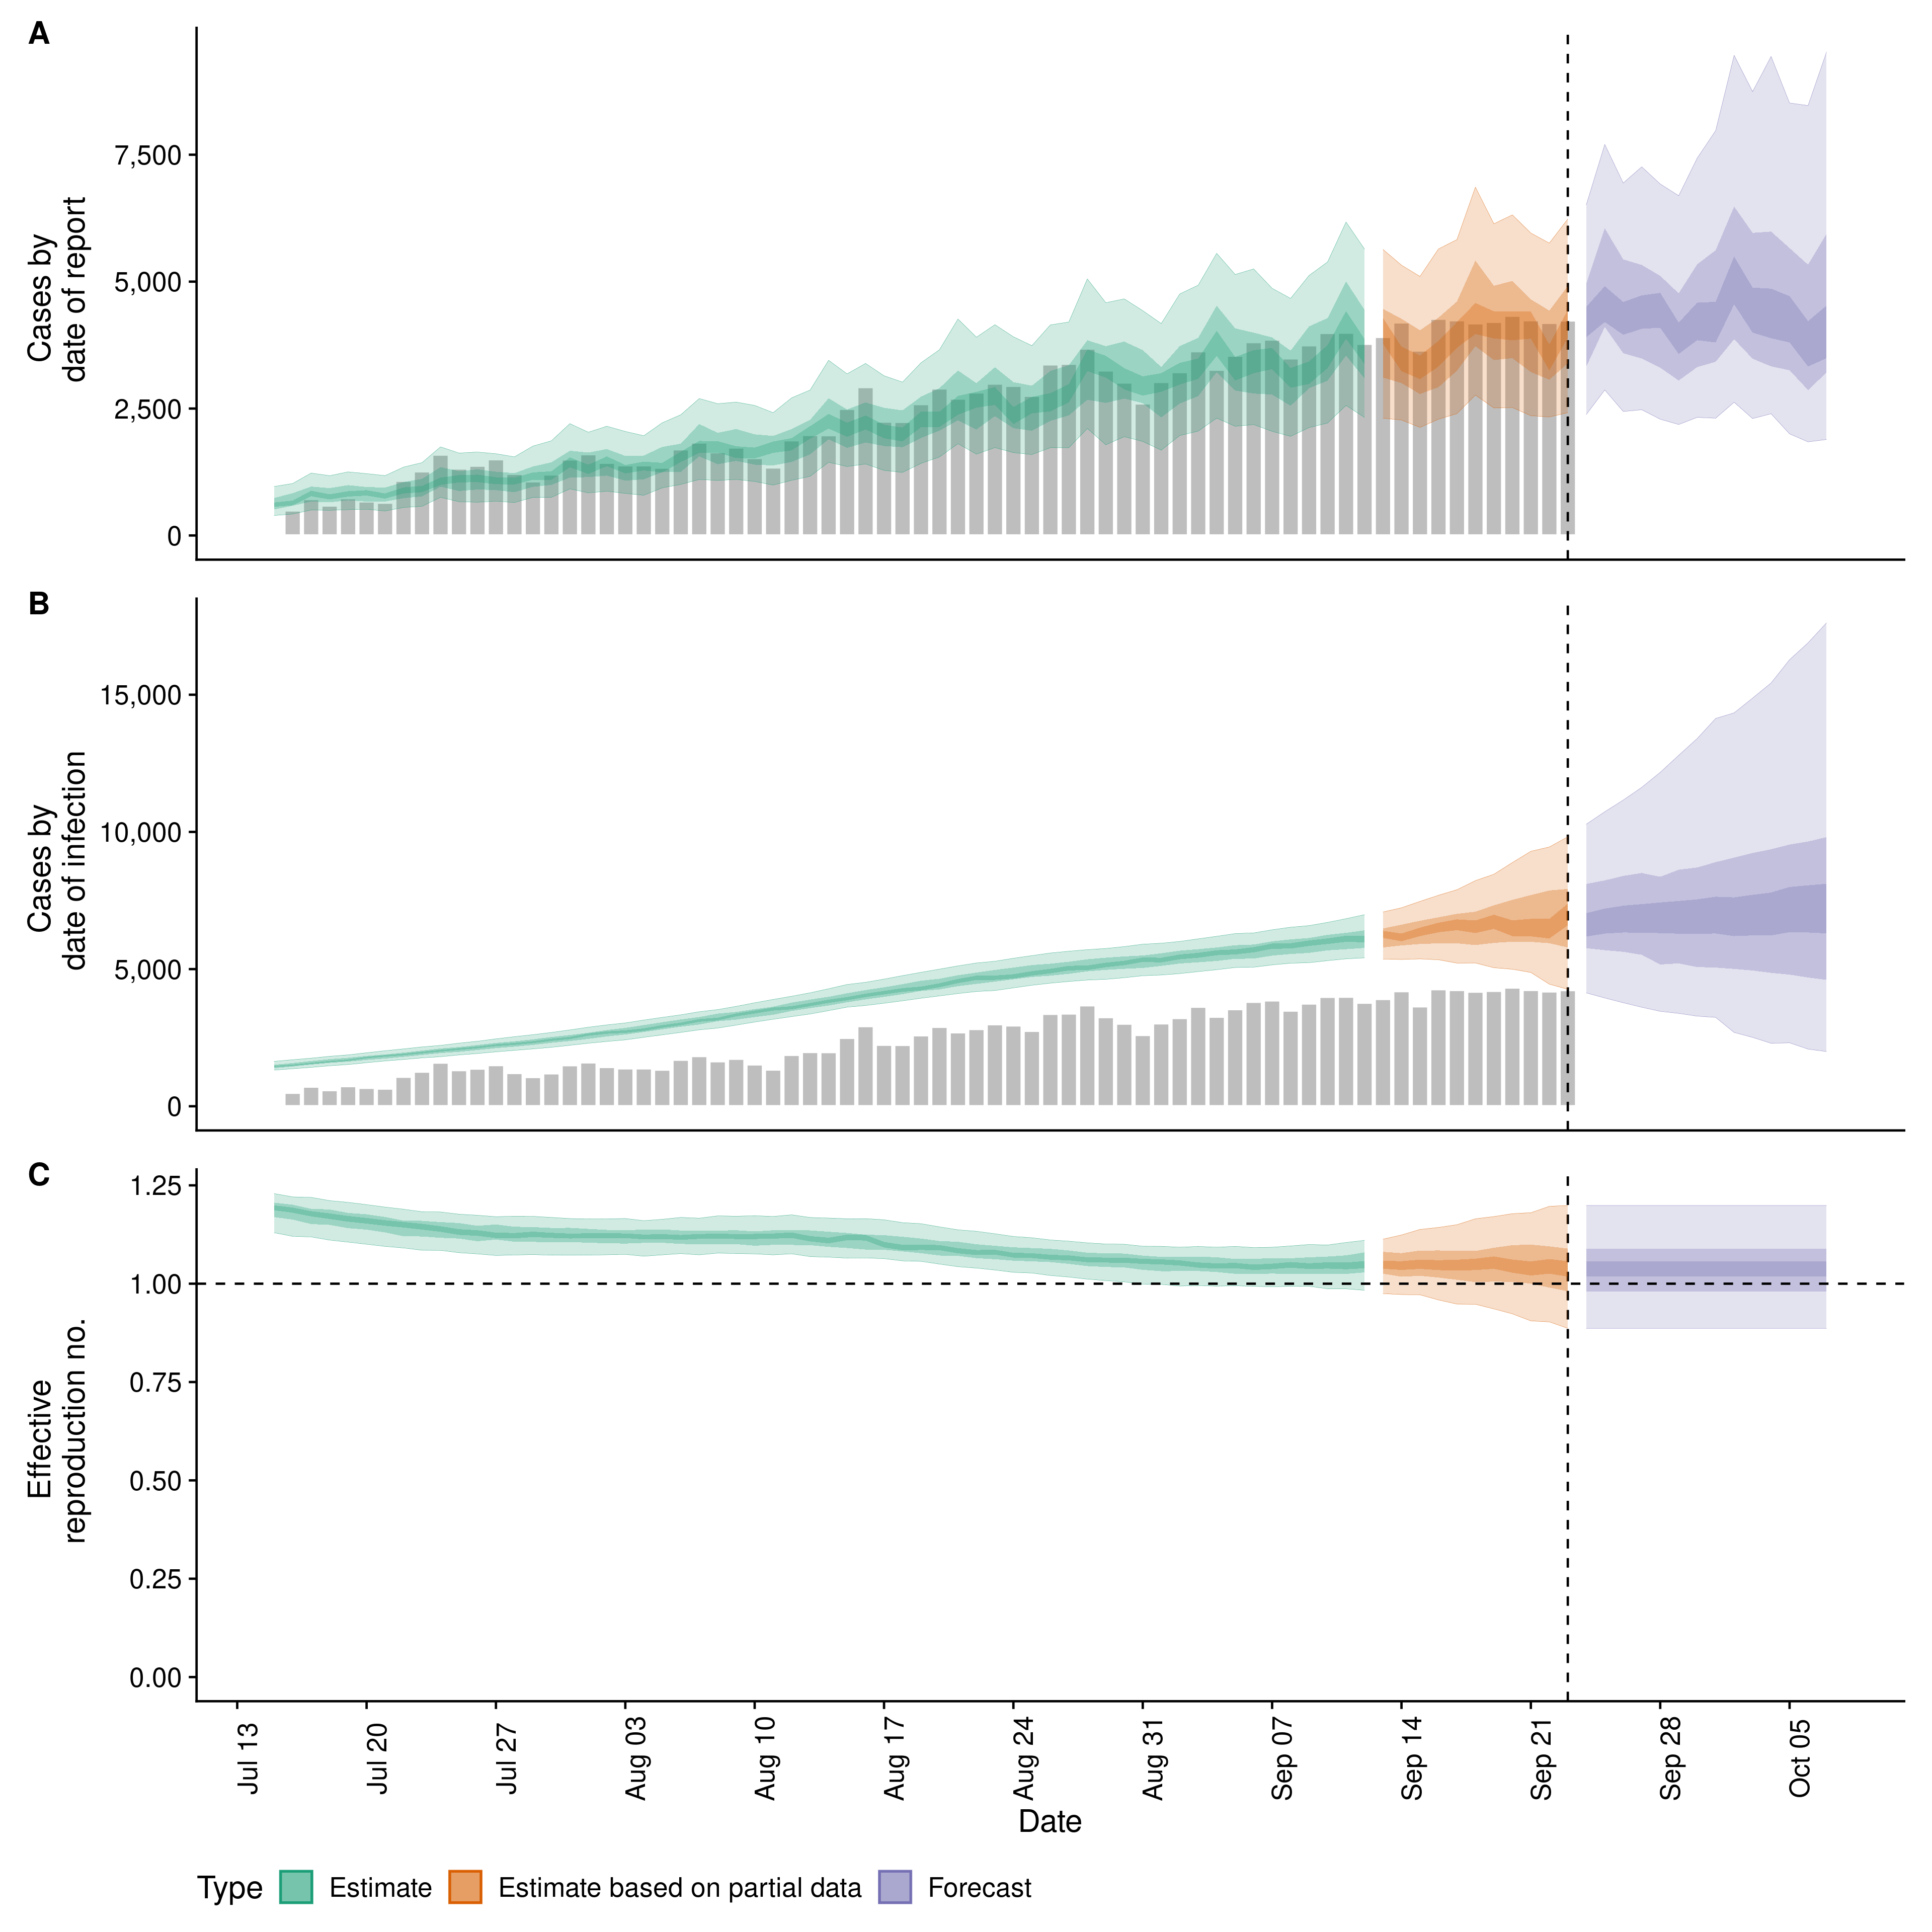 A
Cases by
date of report
7,500
5,000
2,500
0
B
Cases by
date of infection
15,000
10,000
5,000
0
C
Effective
reproduction no.
1.25
1.00
0.75
0.50
0.25
0.00
Jul 13
Jul 20
Jul 27
Aug 03
Aug 10
Aug 17
Aug 24
Aug 31
Sep 07
Sep 14
Sep 21
Sep 28
Oct 05
Date
Type Estimate Estimate based on partial data Forecast